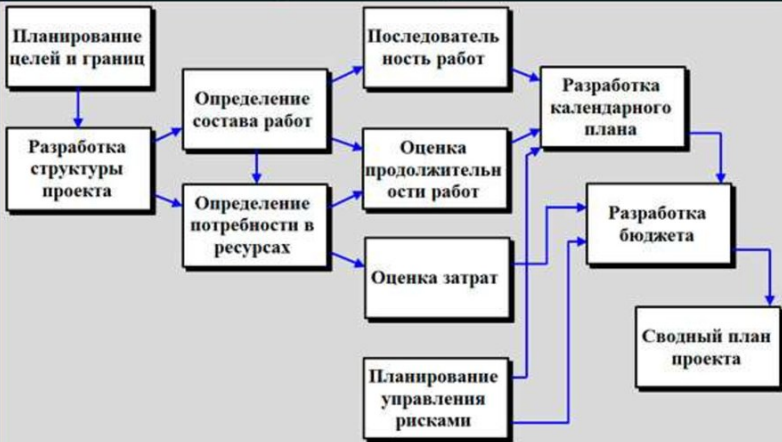 Планирование
целей и границ
Разработка
структуры
проекта
Определение
состава работ
Определение
потребности в
ресурсах
Последователь
ность работ
Оценка
продолжительн
ости работ
Оценка затрат
Планирование
управления
рисками
Разработка
календарного
плана
Разработка
бюджета
Сводный план
проекта